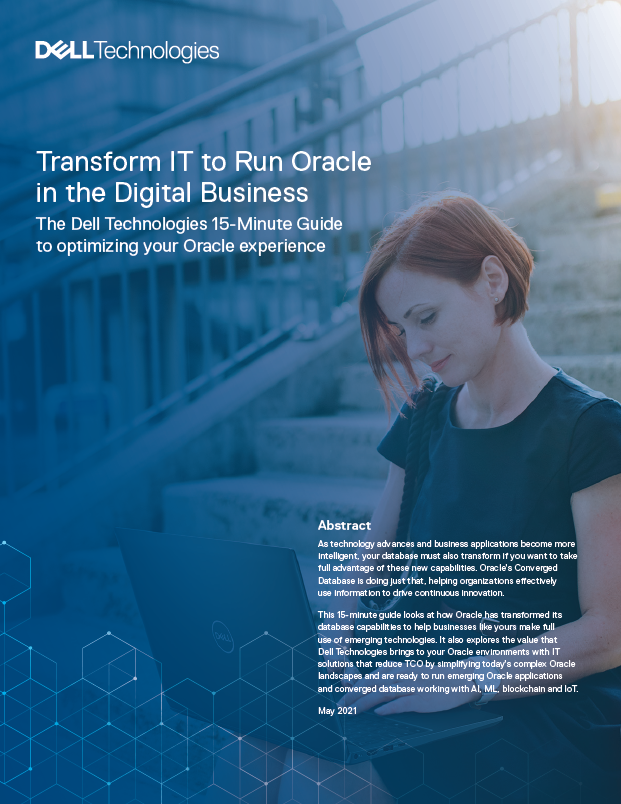 DELL Technologies
Transform IT to Run Oracle
in the Digital Business
The Dell Technologies 15-Minute Guide
to optimizing your Oracle experience
Abstract
As technology advances and business applications become more
intelligent, your database must also transform if you want to take
full advantage of these new capabilities. Oracle's Converged
Database is doing just that, helping organizations effectively
use information to drive continuous innovation.
This 15-minute guide looks at how Oracle has transformed its
database capabilities to help businesses like yours make full
use of emerging technologies. It also explores the value that
Dell Technologies brings to your Oracle environments with IT
solutions that reduce TCO by simplifying today's complex Oracle
landscapes and are ready to run emerging Oracle applications
and converged database working with AI, ML, blockchain and IoT.
May 2021